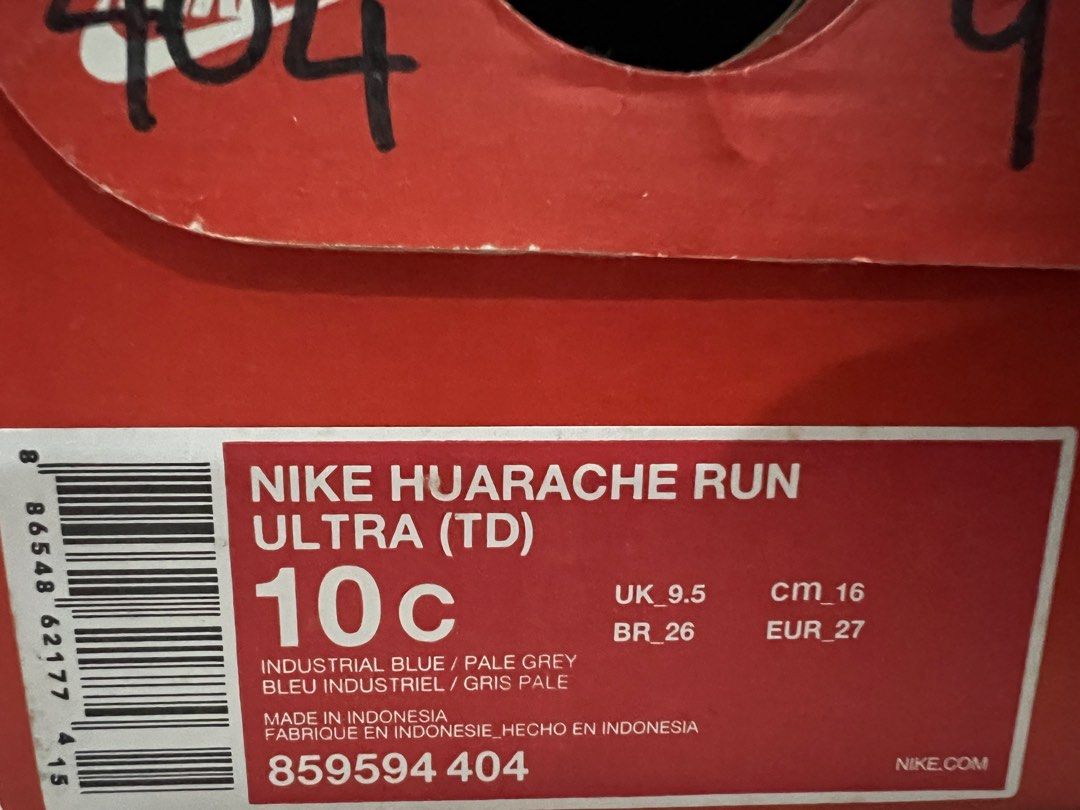 404 9
NIKE HUARACHE RUN
ULTRA (TD)
10 C
UK_9.5 cm_16
BR_26 EUR_27
INDUSTRIAL BLUE / PALE GREY
BLEU INDUSTRIEL / GRIS PALE
MADE IN INDONESIA
FABRIQUE EN INDONESIE_HECHO EN INDONESIA
859594 404
NIKE.COM
8 86548 62177 4 15